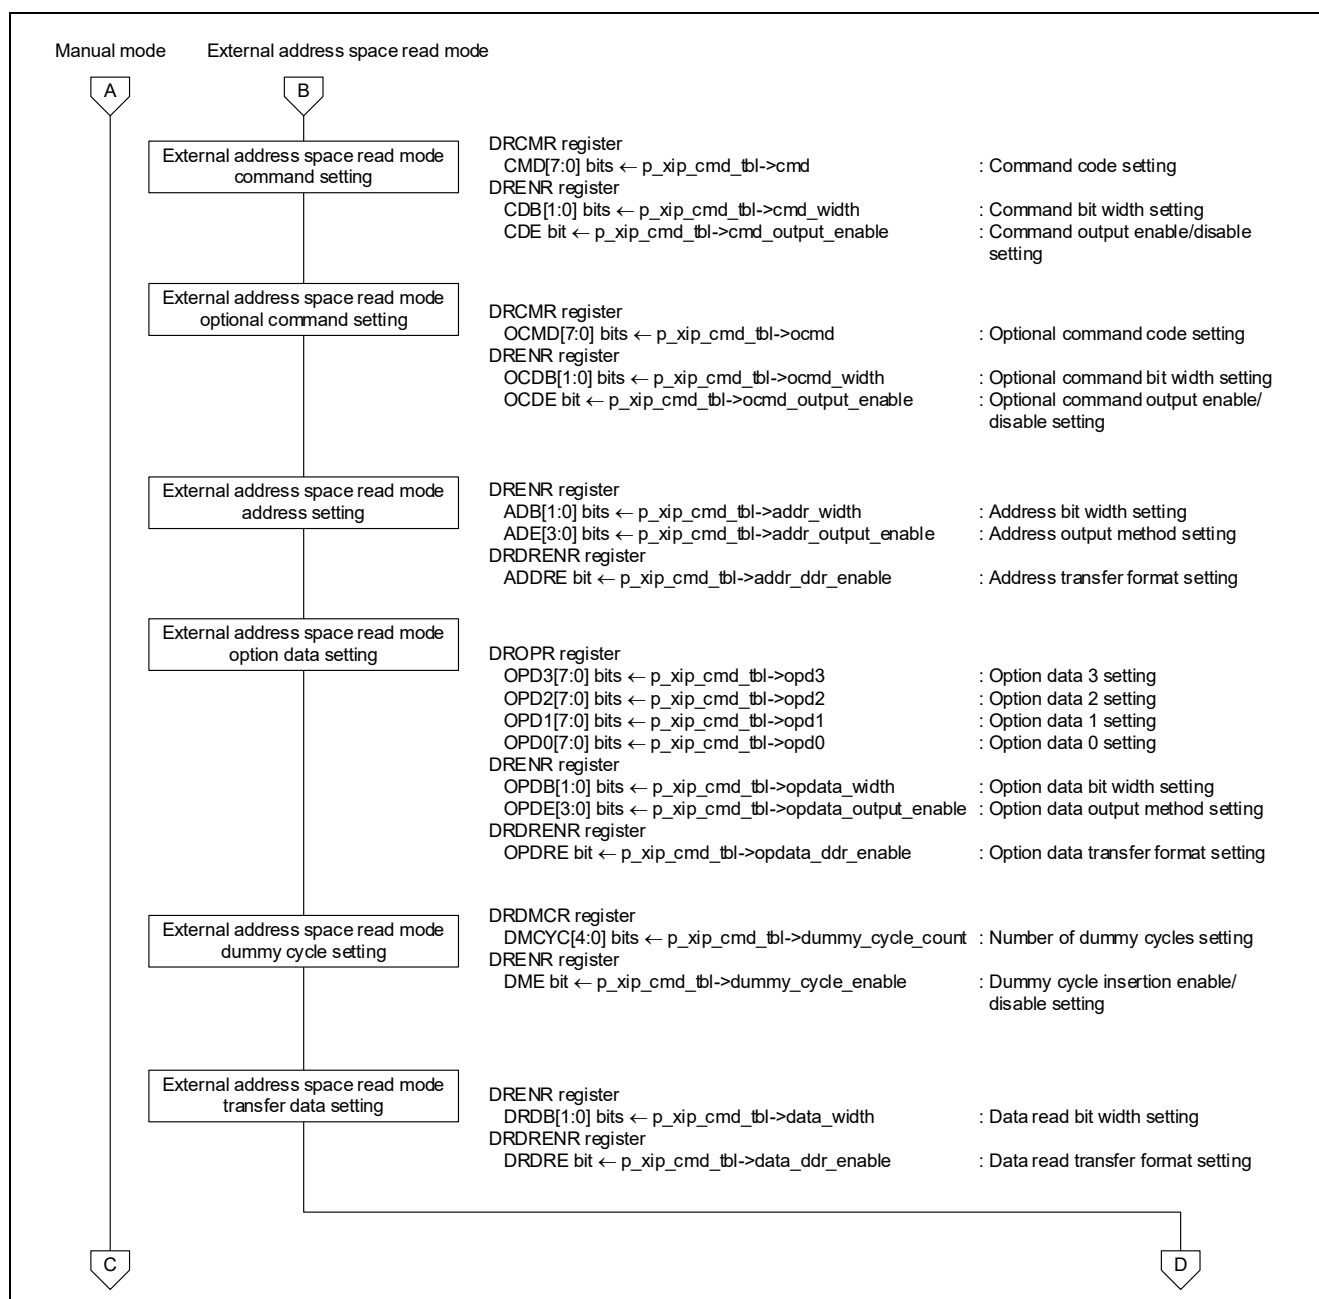 Manual mode External address space read mode
A B
External address space read mode
command setting
DRCMR register
CMD[7:0] bits ← p_xip_cmd_tbl->cmd : Command code setting
DRENR register
CDB[1:0] bits ← p_xip_cmd_tbl->cmd_width : Command bit width setting
CDE bit ← p_xip_cmd_tbl->cmd_output_enable : Command output enable/disable
setting
External address space read mode
optional command setting
DRCMR register
OCMD[7:0] bits ← p_xip_cmd_tbl->ocmd : Optional command code setting
DRENR register
OCDB[1:0] bits ← p_xip_cmd_tbl->ocmd_width : Optional command bit width setting
OCDE bit ← p_xip_cmd_tbl->ocmd_output_enable : Optional command output enable/
disable setting
External address space read mode
address setting
DRENR register
ADB[1:0] bits ← p_xip_cmd_tbl->addr_width : Address bit width setting
ADE[3:0] bits ← p_xip_cmd_tbl->addr_output_enable : Address output method setting
DRDRENR register
ADDRE bit ← p_xip_cmd_tbl->addr_ddr_enable : Address transfer format setting
External address space read mode
option data setting
DROPR register
OPD3[7:0] bits ← p_xip_cmd_tbl->opd3 : Option data 3 setting
OPD2[7:0] bits ← p_xip_cmd_tbl->opd2 : Option data 2 setting
OPD1[7:0] bits ← p_xip_cmd_tbl->opd1 : Option data 1 setting
OPD0[7:0] bits ← p_xip_cmd_tbl->opd0 : Option data 0 setting
DRENR register
OPDB[1:0] bits ← p_xip_cmd_tbl->opdata_width : Option data bit width setting
OPDE[3:0] bits ← p_xip_cmd_tbl->opdata_output_enable : Option data output method setting
DRDRENR register
OPDRE bit ← p_xip_cmd_tbl->opdata_ddr_enable : Option data transfer format setting
External address space read mode
dummy cycle setting
DRDMCR register
DMCYC[4:0] bits ← p_xip_cmd_tbl->dummy_cycle_count : Number of dummy cycles setting
DRENR register
DME bit ← p_xip_cmd_tbl->dummy_cycle_enable : Dummy cycle insertion enable/
disable setting
External address space read mode
transfer data setting
DRENR register
DRDB[1:0] bits ← p_xip_cmd_tbl->data_width : Data read bit width setting
DRDRENR register
DRDRE bit ← p_xip_cmd_tbl->data_ddr_enable : Data read transfer format setting
C D